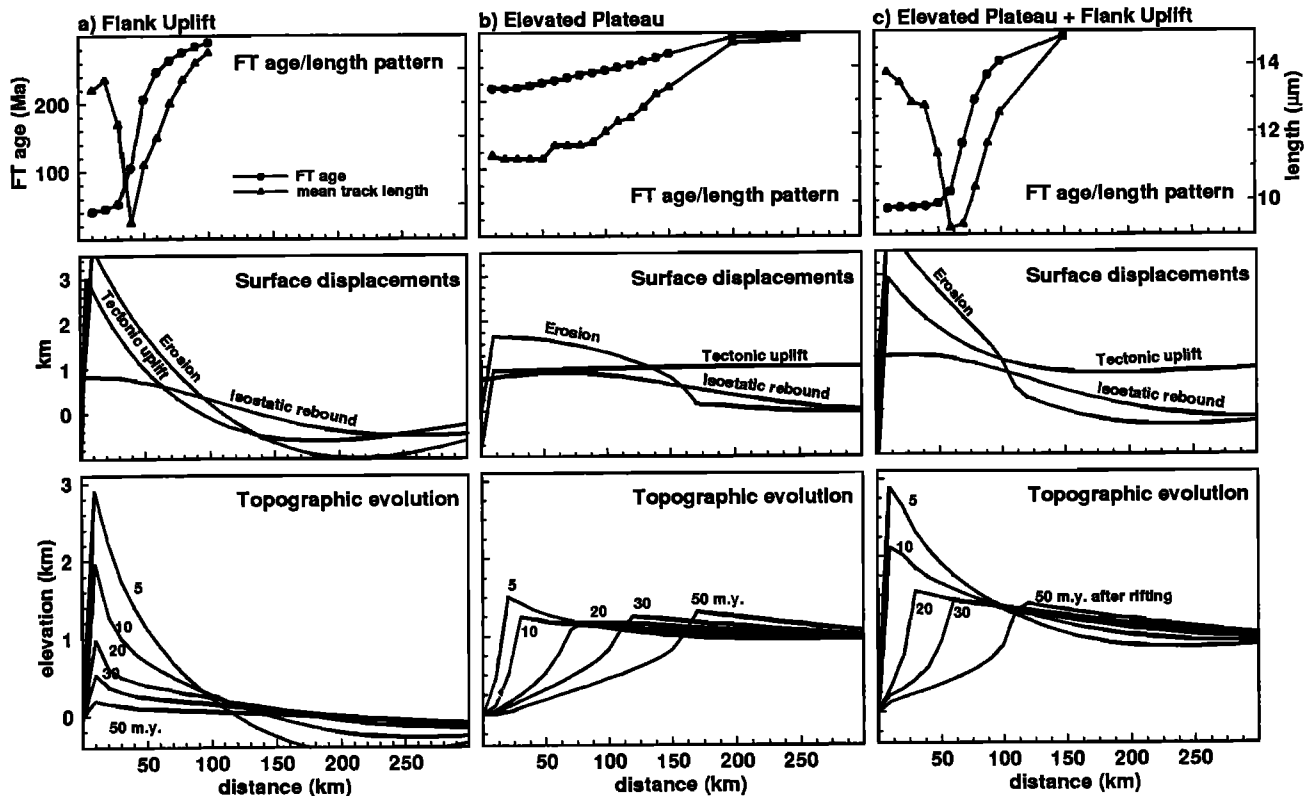 a) Flank Uplift
b) Elevated Plateau
c) Elevated Plateau + Flank Uplift
FT age (Ma)
200
100
FT age/length pattern
FT age
mean track length
FT age/length pattern
FT age/length pattern
14
12
10
length (µm)
km
3
2
1
0
Surface displacements
Tectonic uplift
Erosion
Isostatic rebound
Surface displacements
Erosion
Tectonic uplift
Isostatic rebound
Surface displacements
Erosion
Tectonic uplift
Isostatic rebound
elevation (km)
3
2
1
0
Topographic evolution
5
10
20
30
50 m.y.
Topographic evolution
5
10
20
30
50 m.y.
Topographic evolution
5
10
20
30
50 m.y. after rifting
50 100 150 200 250
distance (km)
50 100 150 200 250
distance (km)
50 100 150 200 250
distance (km)